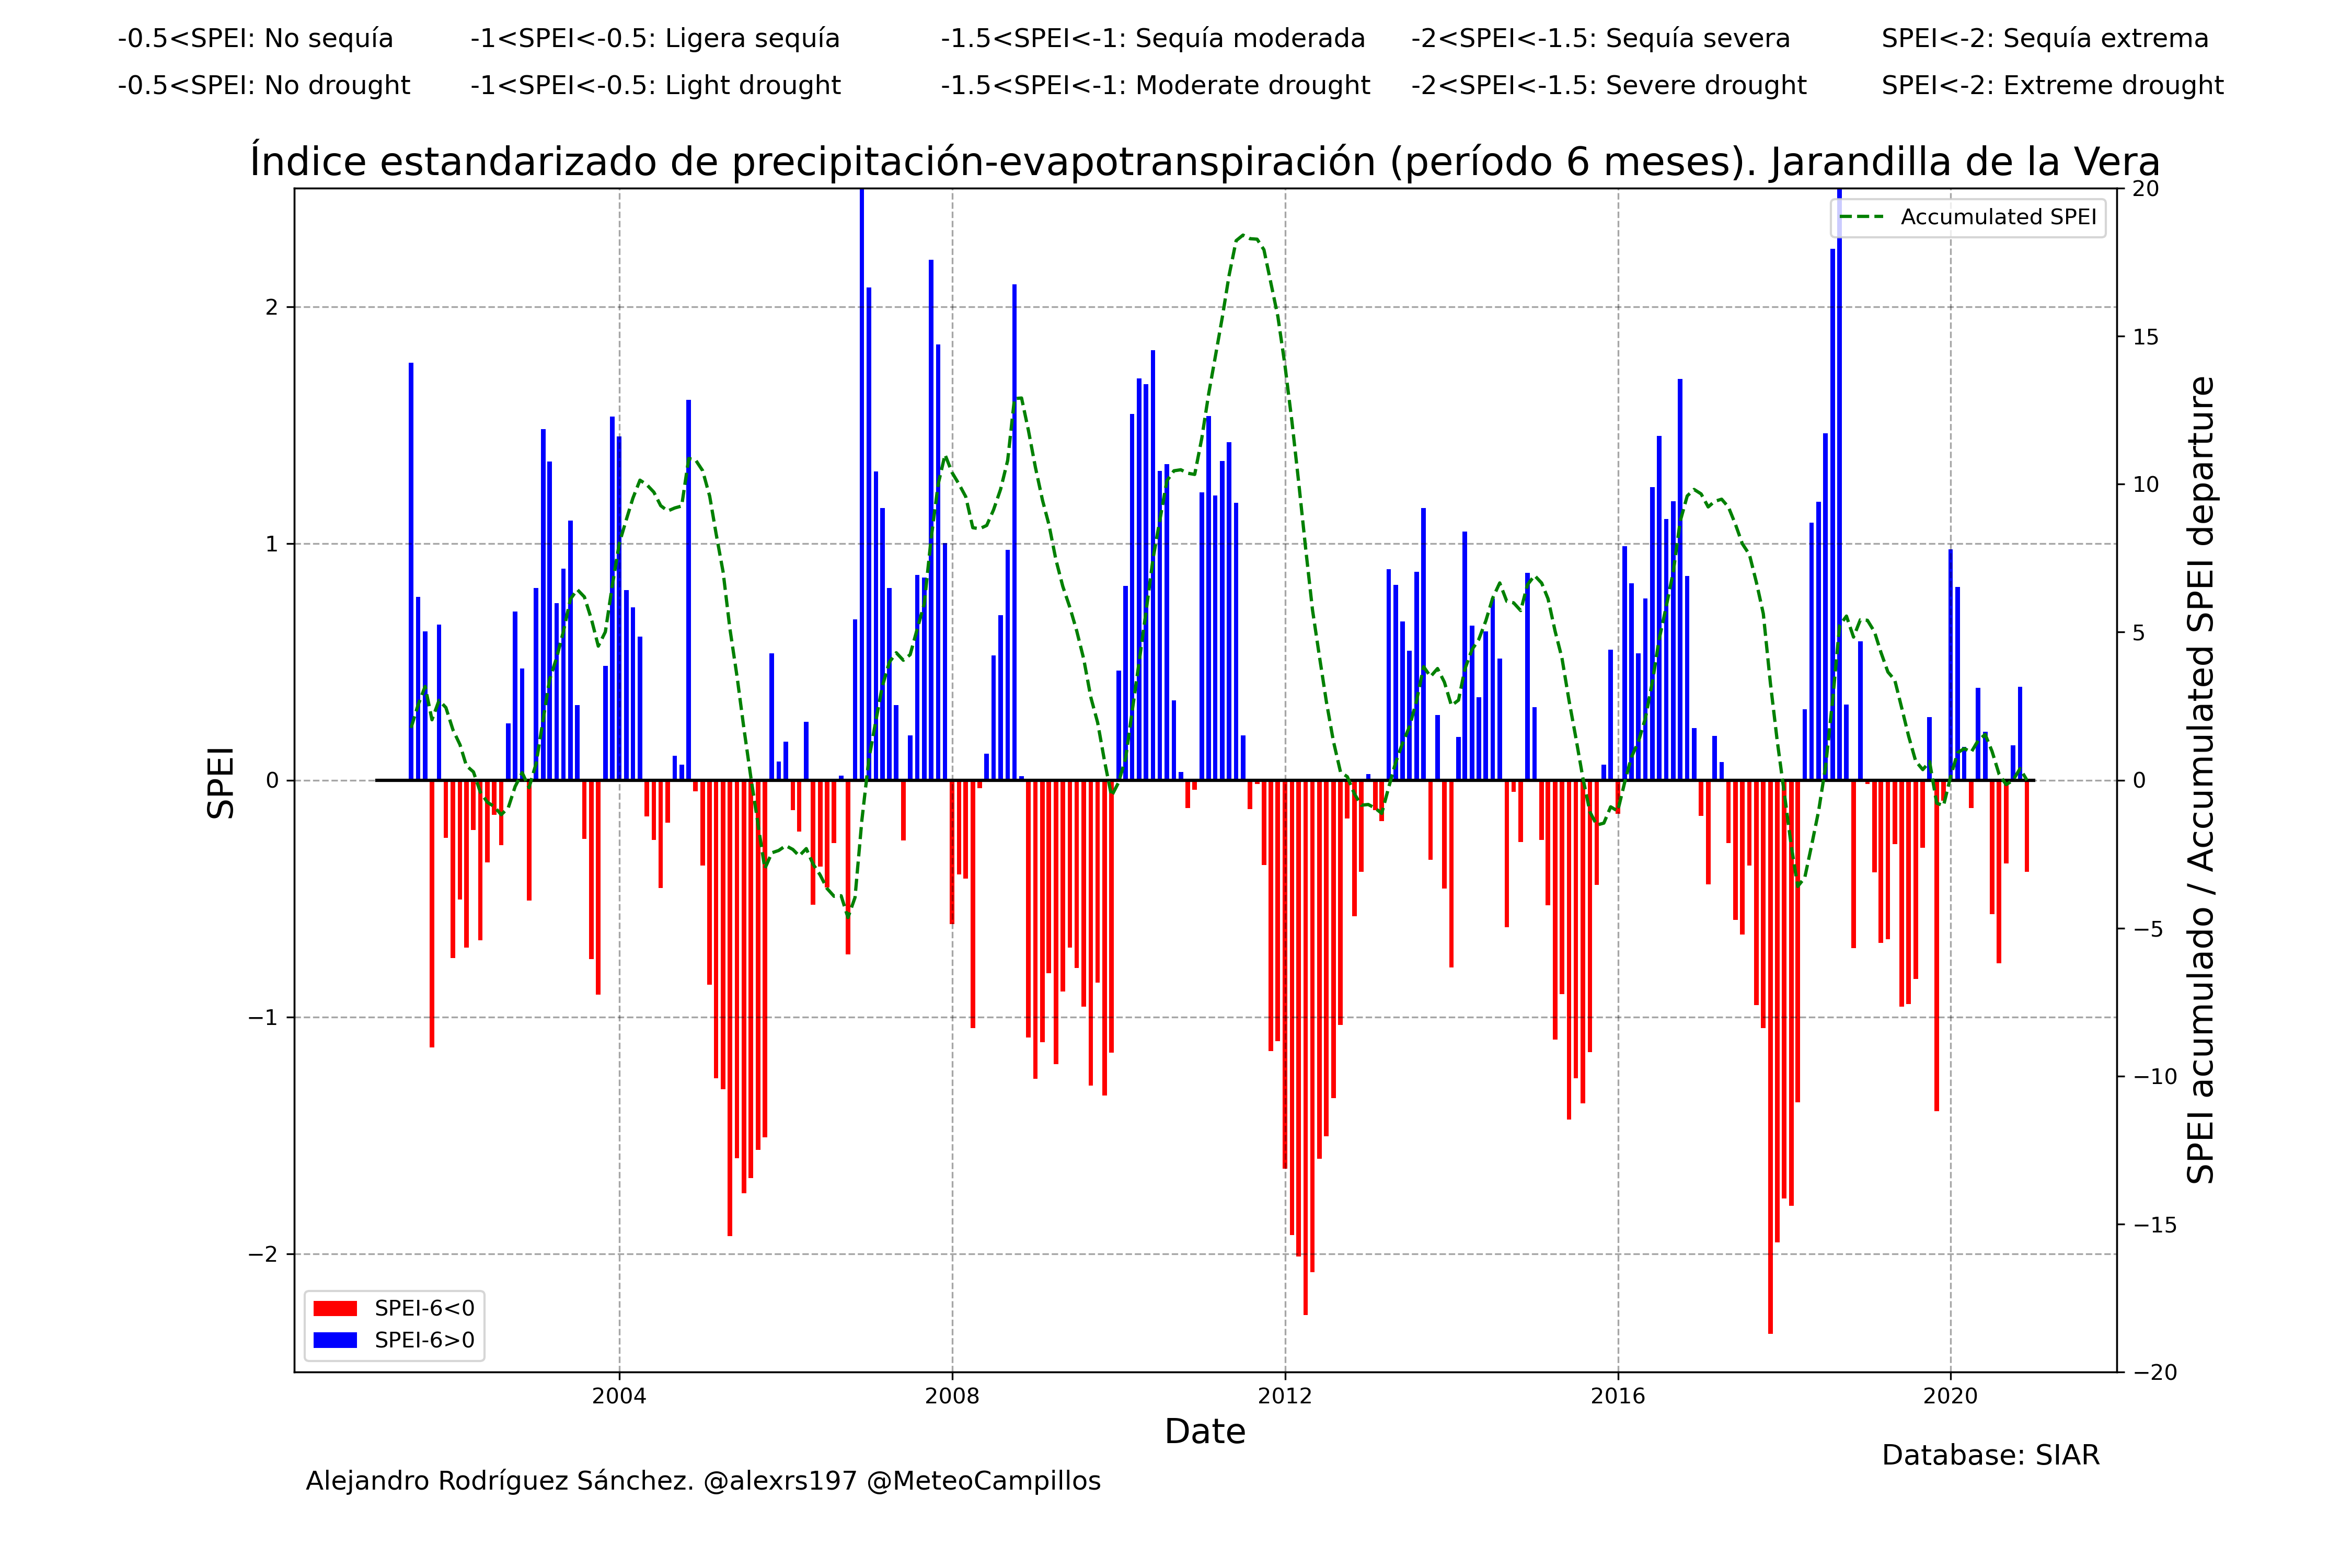 -0.5<SPEI: No sequía -1<SPEI<-0.5: Ligera sequía -1.5<SPEI<-1: Sequía moderada -2<SPEI<-1.5: Sequía severa SPEI<-2: Sequía extrema
-0.5<SPEI: No drought -1<SPEI<-0.5: Light drought -1.5<SPEI<-1: Moderate drought -2<SPEI<-1.5: Severe drought SPEI<-2: Extreme drought
Índice estandarizado de precipitación-evapotranspiración (período 6 meses). Jarandilla de la Vera
Accumulated SPEI
SPEI
2
1
0
−1
−2
20
15
10
5
0
−5
−10
−15
−20
SPEI acumulado / Accumulated SPEI departure
SPEI-6<0
SPEI-6>0
2004 2008 2012 2016 2020
Date
Database: SIAR
Alejandro Rodríguez Sánchez. @alexrs197 @MeteoCampillos